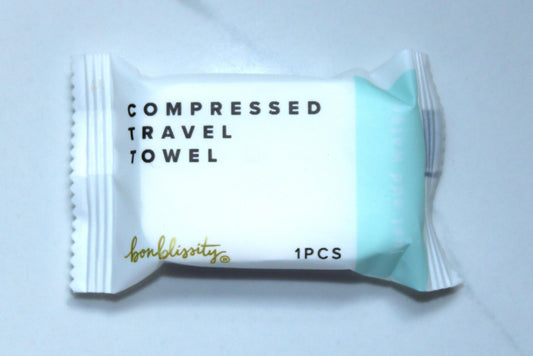 COMPRESSED
TRAVEL
TOWEL
bonblissity®
1PCS